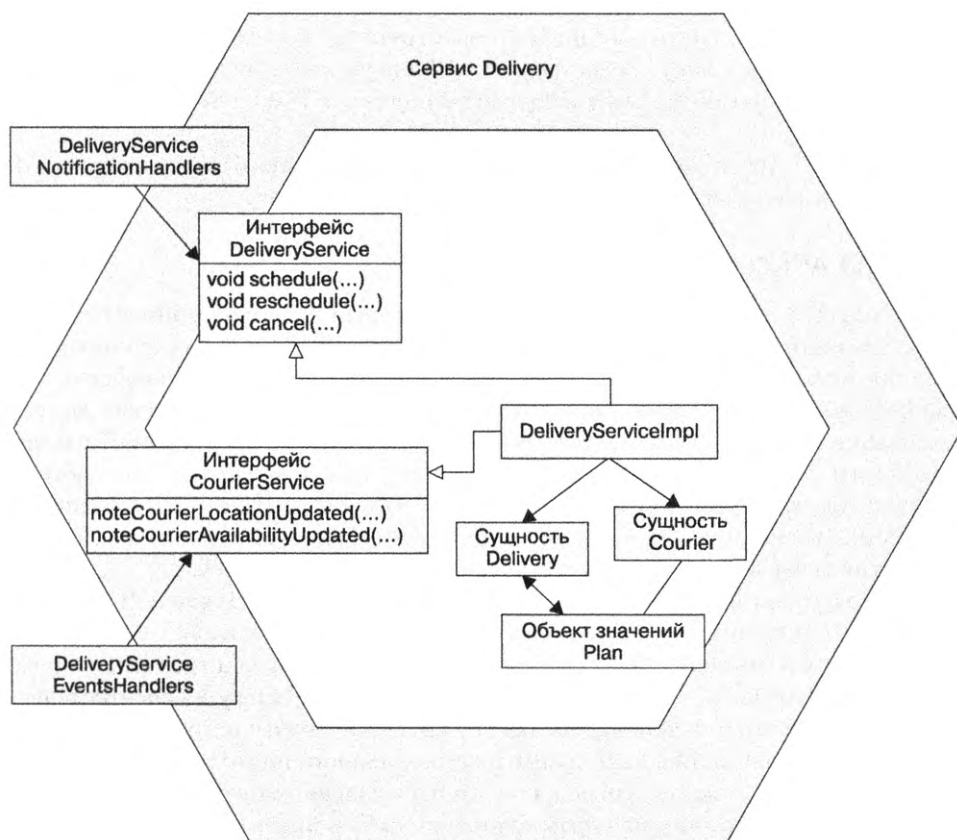 Сервис Delivery
DeliveryService
NotificationHandlers
Интерфейс
DeliveryService
void schedule(...)
void reschedule(...)
void cancel(...)
DeliveryServiceImpl
Интерфейс
CourierService
noteCourierLocationUpdated(...)
noteCourierAvailabilityUpdated(...)
Сущность
Delivery
Сущность
Courier
Объект значений
Plan
DeliveryService
EventsHandlers